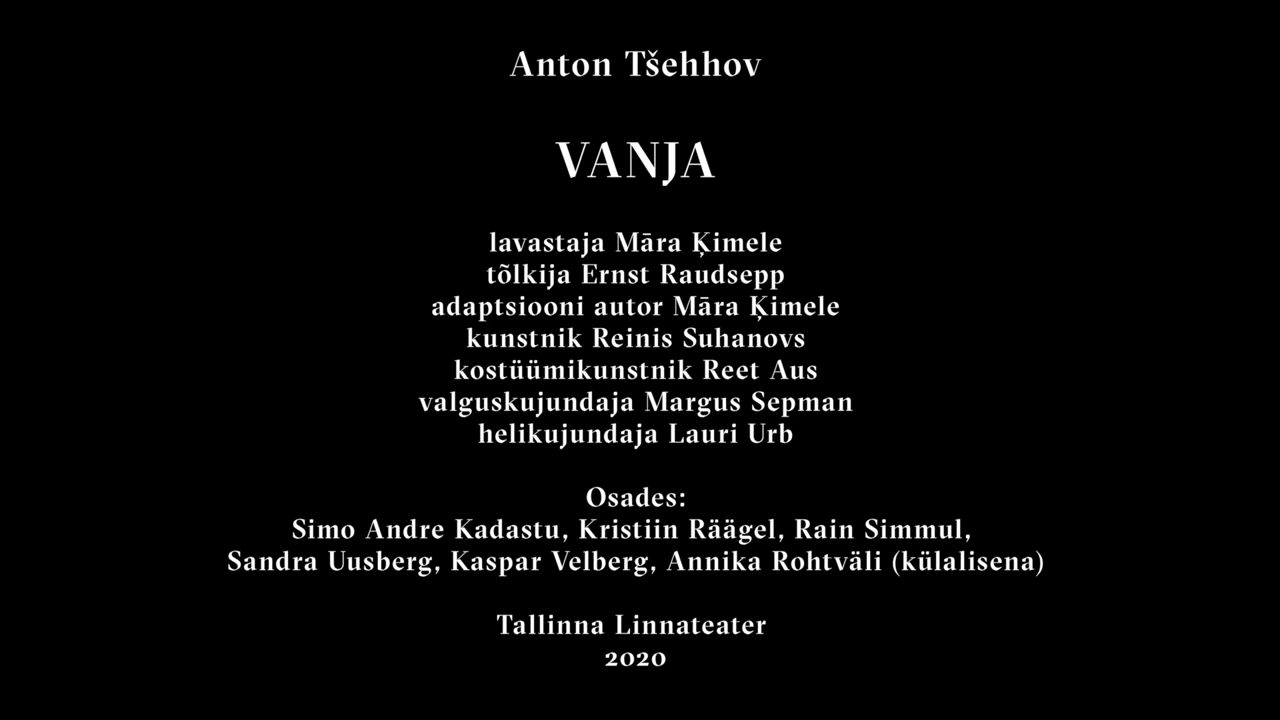 Anton Tšehhov
VANJA
lavastaja Māra Ķimele
tõlkija Ernst Raudsepp
adaptsiooni autor Māra Ķimele
kunstnik Reinis Suhanovs
kostüümikunstnik Reet Aus
valguskujundaja Margus Sepman
helikujundaja Lauri Urb
Osades:
Simo Andre Kadastu, Kristiin Räägel, Rain Simmul,
Sandra Uusberg, Kaspar Velberg, Annika Rohtväli (külalisena)
Tallinna Linnateater
2020